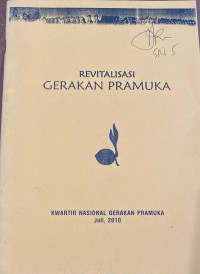 REVITALISASI
GERAKAN PRAMUKA
KWARTIR NASIONAL GERAKAN PRAMUKA
Juli, 2010